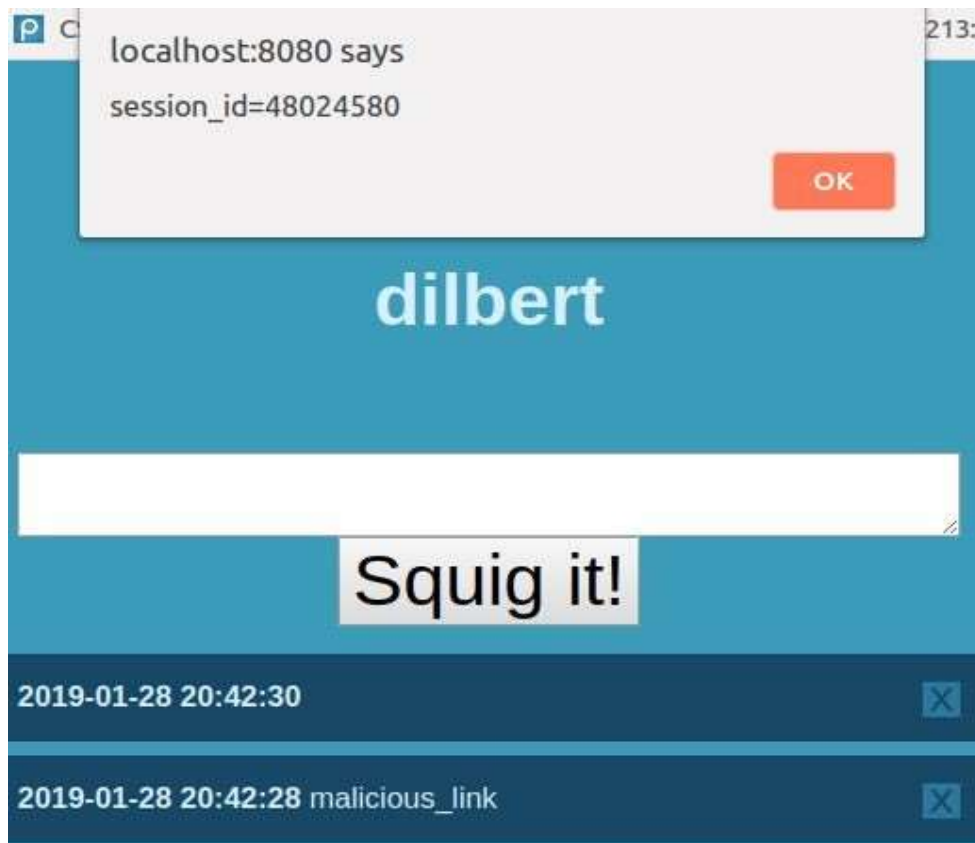 213:
localhost:8080 says
session_id=48024580
OK
dilbert
Squig it!
2019-01-28 20:42:30
X
2019-01-28 20:42:28 malicious_link
X